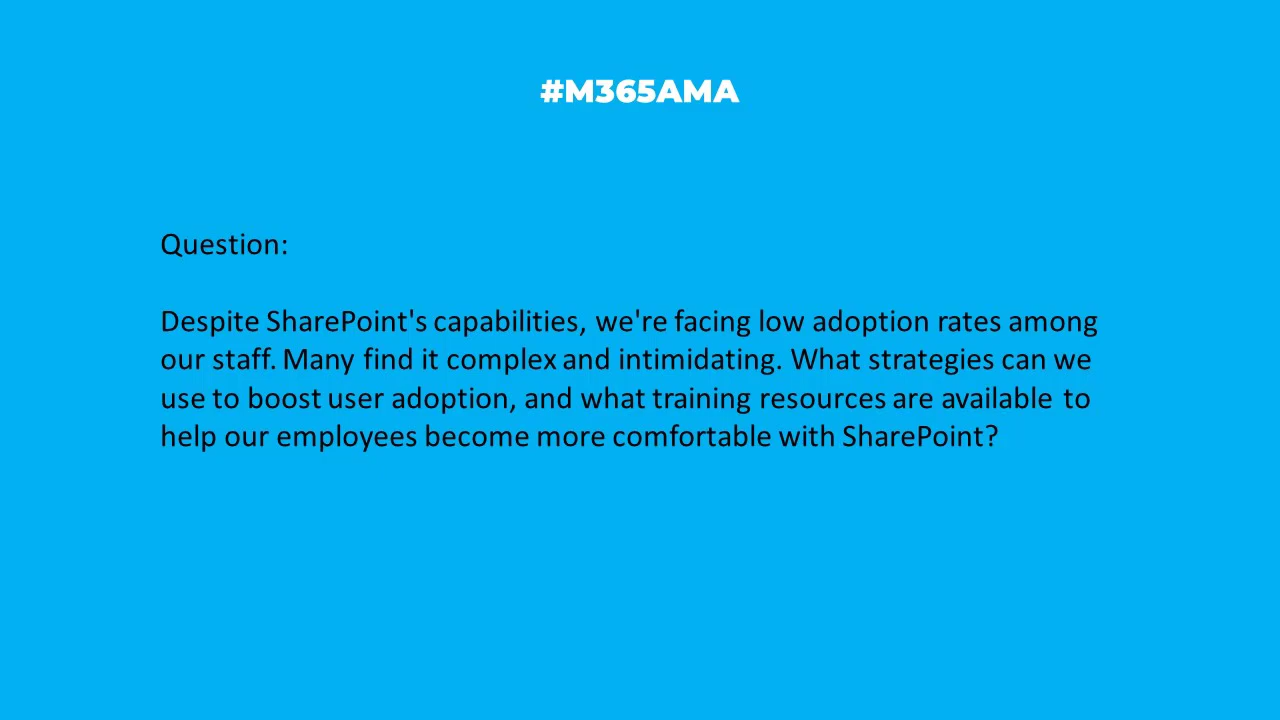 #M365AMA
Question:
Despite SharePoint's capabilities, we're facing low adoption rates among
our staff. Many find it complex and intimidating. What strategies can we
use to boost user adoption, and what training resources are available to
help our employees become more comfortable with SharePoint?